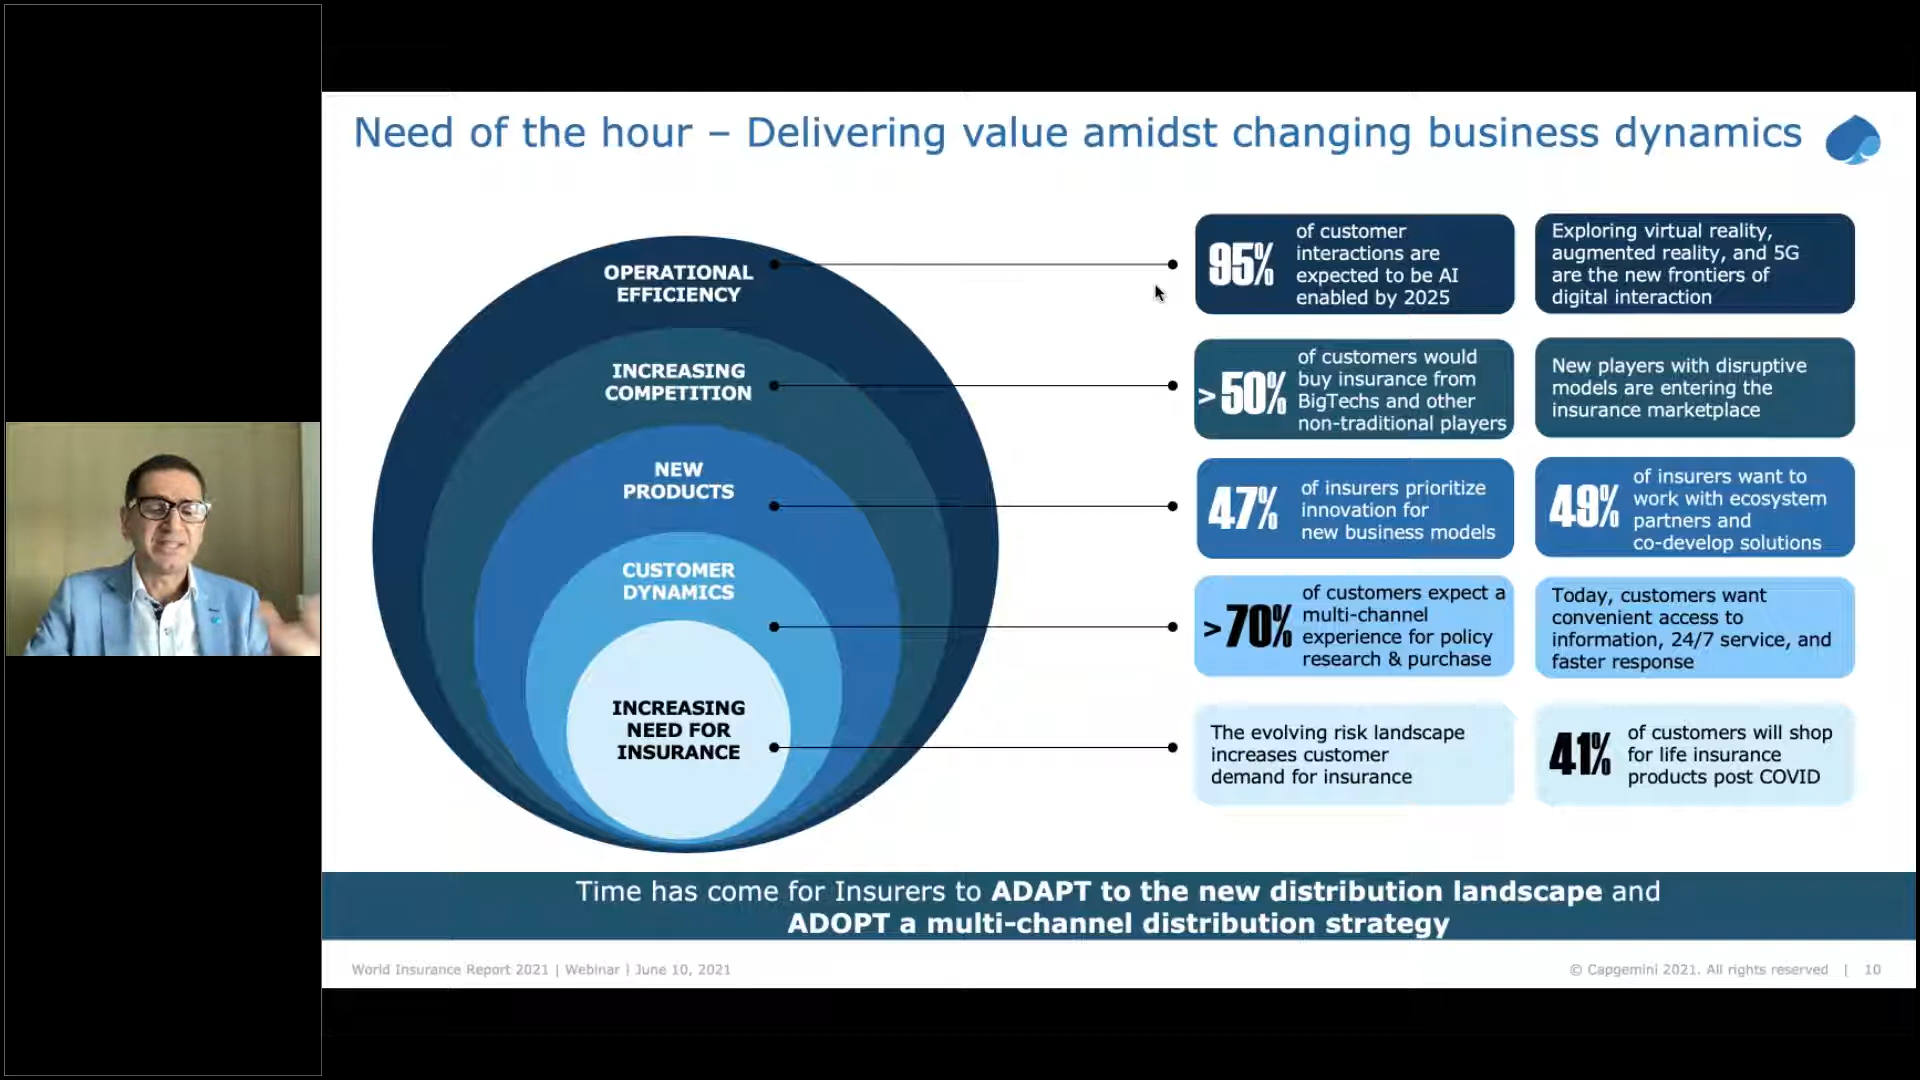 Need of the hour – Delivering value amidst changing business dynamics
OPERATIONAL
EFFICIENCY
95%
of customer
interactions are
expected to be AI
enabled by 2025
Exploring virtual reality,
augmented reality, and 5G
are the new frontiers of
digital interaction
INCREASING
COMPETITION
>50%
of customers would
buy insurance from
BigTechs and other
non-traditional players
New players with disruptive
models are entering the
insurance marketplace
NEW
PRODUCTS
47%
of insurers prioritize
innovation for
new business models
49%
of insurers want to
work with ecosystem
partners and
co-develop solutions
CUSTOMER
DYNAMICS
>70%
of customers expect a
multi-channel
experience for policy
research & purchase
Today, customers want
convenient access to
information, 24/7 service, and
faster response
INCREASING
NEED FOR
INSURANCE
The evolving risk landscape
increases customer
demand for insurance
41%
of customers will shop
for life insurance
products post COVID
Time has come for Insurers to ADAPT to the new distribution landscape and
ADOPT a multi-channel distribution strategy
World Insurance Report 2021 | Webinar | June 10, 2021
© Capgemini 2021. All rights reserved | 10